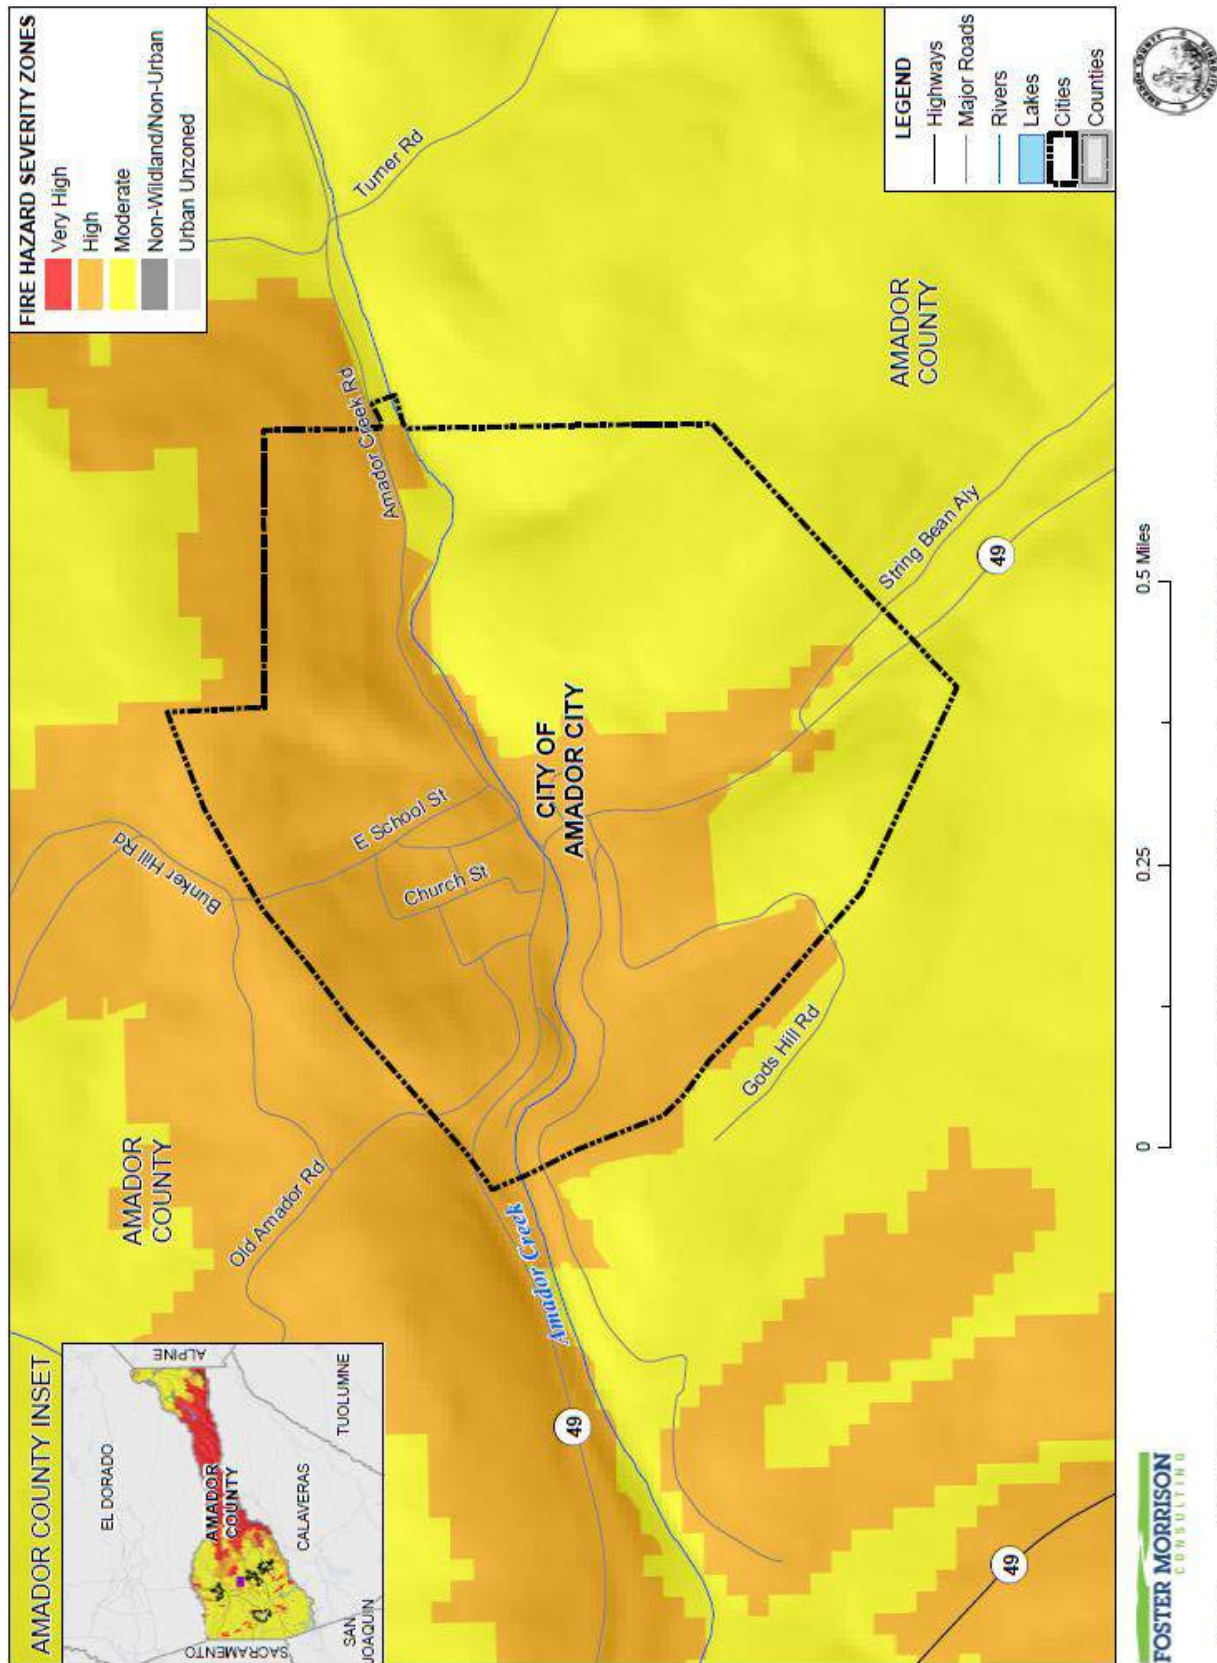 AMADOR COUNTY INSET
EL DORADO
ALPINE
AMADOR
COUNTY
SACRAMENTO
CALAVERAS
SAN
JOAQUIN
TUOLUMNE
FIRE HAZARD SEVERITY ZONES
Very High
High
Moderate
Non-Wildland/Non-Urban
Urban Unzoned
AMADOR
COUNTY
Bunker Hill Rd
Old Amador Rd
E School St
Church St
Amador Creek Rd
Turner Rd
CITY OF
AMADOR CITY
Amador Creek
49
Gods Hill Rd
String Bean Aly
49
AMADOR
COUNTY
49
LEGEND
Highways
Major Roads
Rivers
Lakes
Cities
Counties
FOSTER MORRISON
CONSULTING
0
0.25
0.5 Miles
AMADOR COUNTY